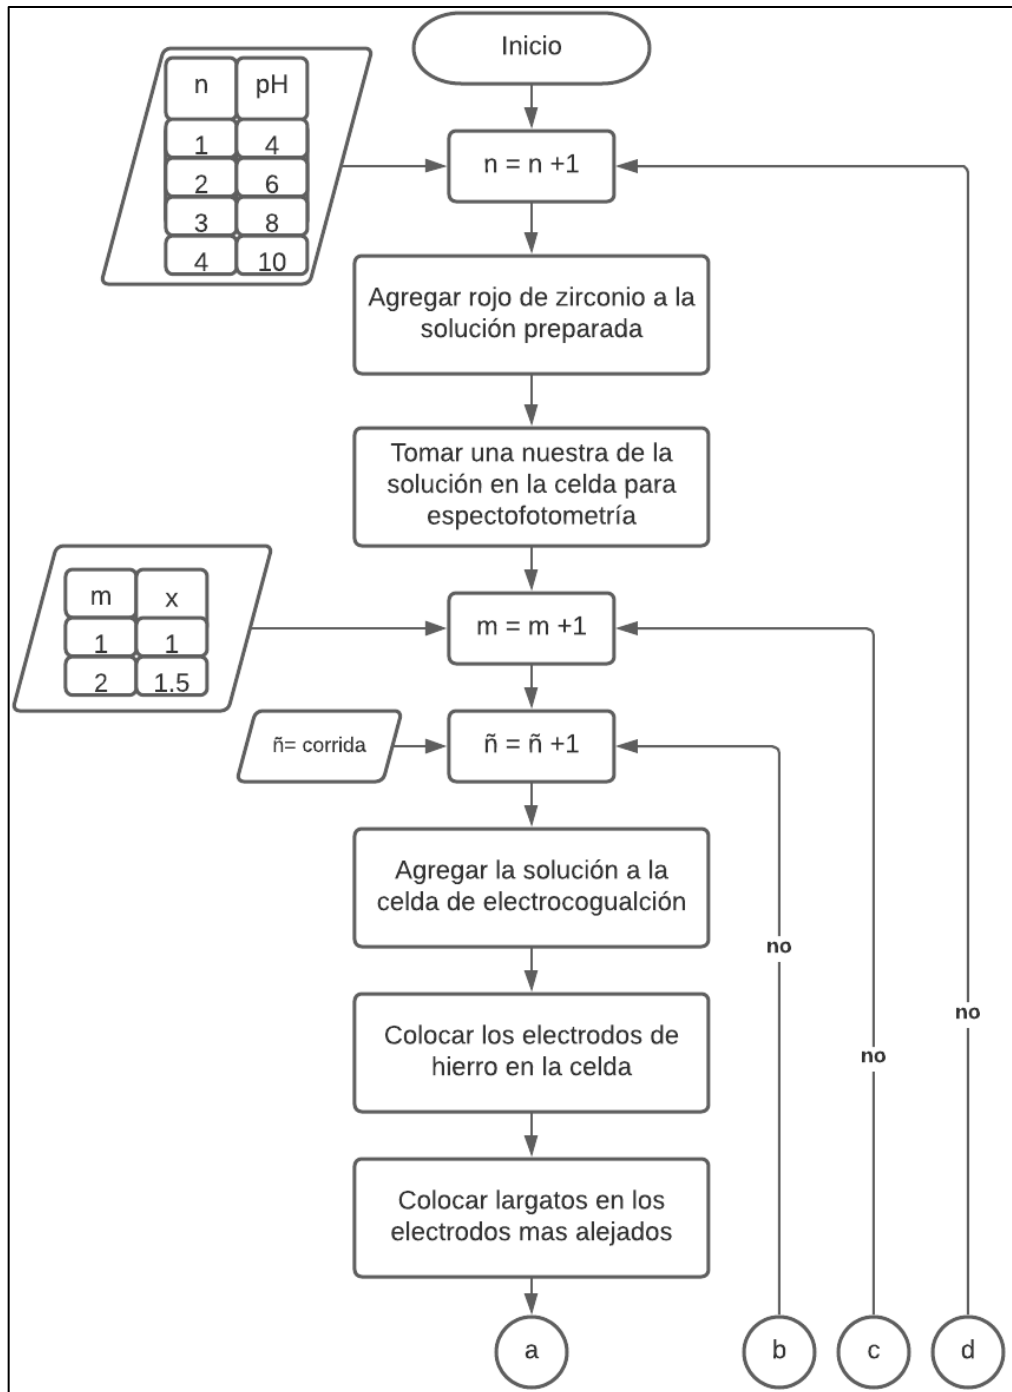 Inicio
n pH
1 4
2 6
3 8
4 10
n = n +1
Agregar rojo de zirconio a la
solución preparada
Tomar una nuestra de la
solución en la celda para
espectofotometría
m x
1 1
2 1.5
m = m +1
ñ= corrida
ñ = ñ +1
Agregar la solución a la
celda de electrocogualción
no
Colocar los electrodos de
hierro en la celda
no
no
Colocar largatos en los
electrodos mas alejados
a
b
c
d